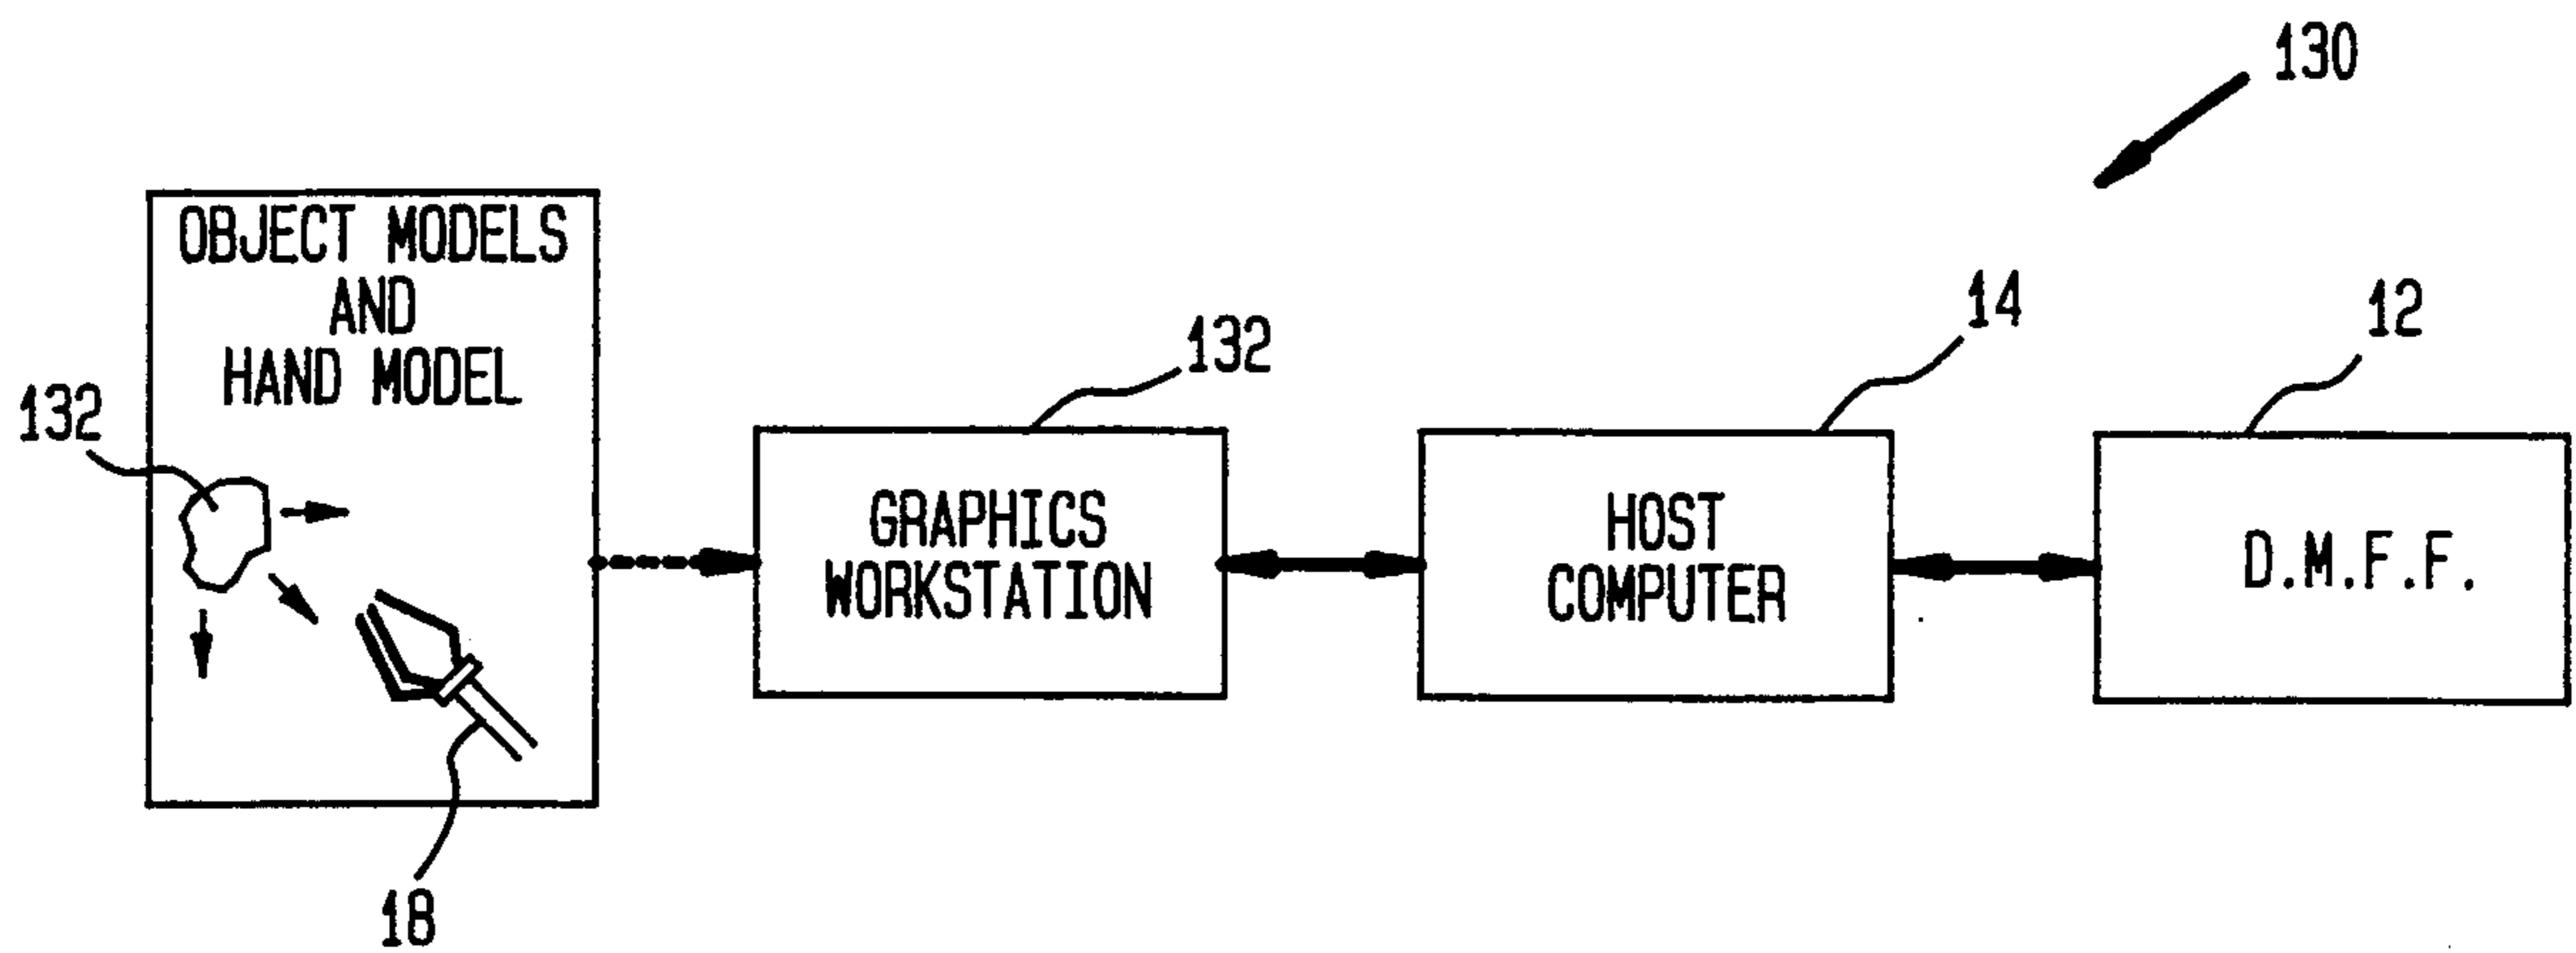 130
OBJECT MODELS
AND
HAND MODEL
132
132
14
12
GRAPHICS
WORKSTATION
HOST
COMPUTER
D.M.F.F.
18